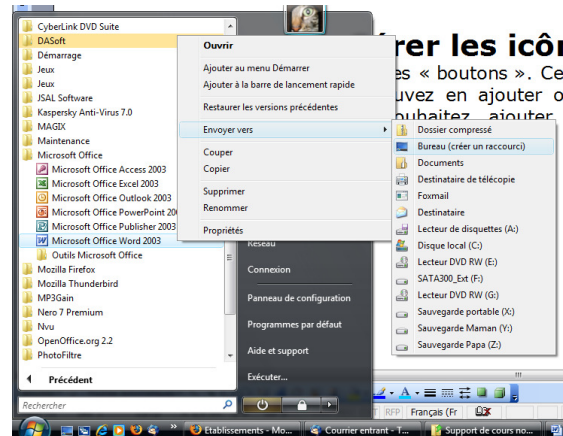 CyberLink DVD Suite
DASoft
Démarrage
Jeux
Jeux
JSAL Software
Kaspersky Anti-Virus 7.0
MAGIX
Maintenance
Microsoft Office
Microsoft Office Access 2003
Microsoft Office Excel 2003
Microsoft Office Outlook 2003
Microsoft Office PowerPoint 20
Microsoft Office Publisher 2003
Microsoft Office Word 2003
Outils Microsoft Office
Mozilla Firefox
Mozilla Thunderbird
MP3Gain
Nero 7 Premium
Nvu
OpenOffice.org 2.2
PhotoFiltre
Précédent
Rechercher
Ouvrir
Ajouter au menu Démarrer
Ajouter à la barre de lancement rapide
Restaurer les versions précédentes
Envoyer vers
Couper
Copier
Supprimer
Renommer
Propriétés
Réseau
Connexion
Panneau de configuration
Programmes par défaut
Aide et support
Exécuter...
rer les icôn
es « boutons ». Ce
uvez en ajouter o
ouhaitez ajouter
Dossier compressé
Bureau (créer un raccourci)
Documents
Destinataire de télécopie
Foxmail
Destinataire
Lecteur de disquettes (A:)
Disque local (C:)
Lecteur DVD RW (E:)
SATA300_Ext (F:)
Lecteur DVD RW (G:)
Sauvegarde portable (X:)
Sauvegarde Maman (Y:)
Sauvegarde Papa (Z:)
RFP Français (Fr
Etablissements - Mo...
Courrier entrant - T...
Support de cours no...